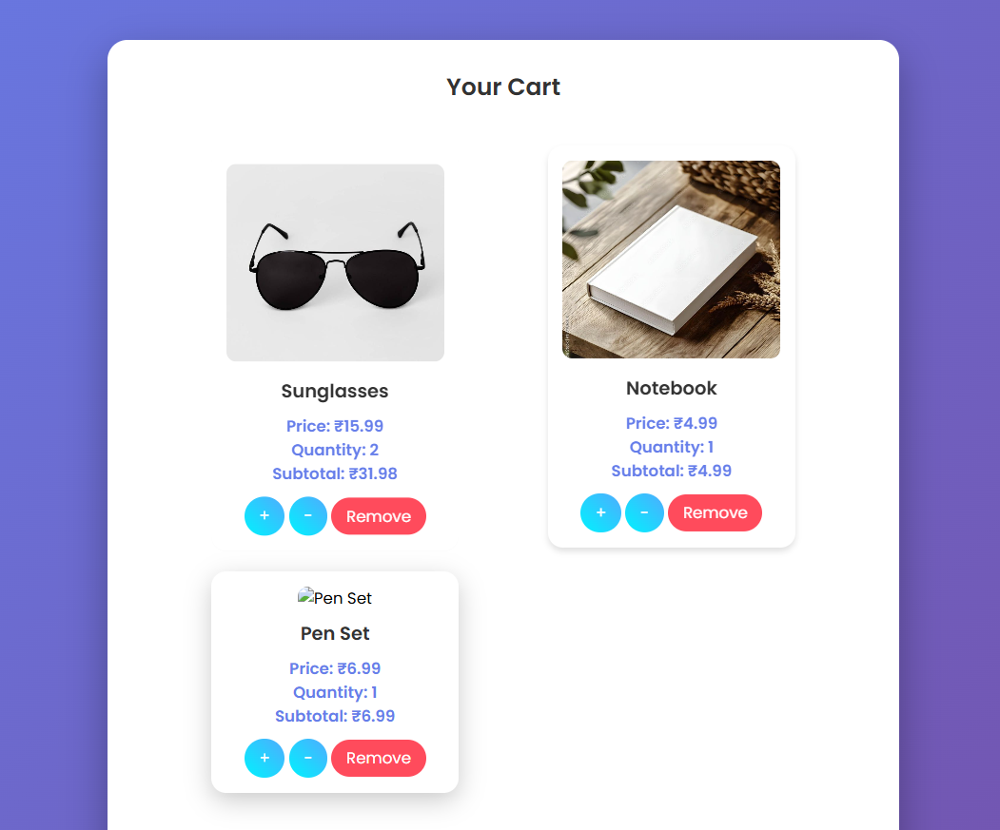 Your Cart
Sunglasses
Price: ₹15.99
Quantity: 2
Subtotal: ₹31.98
+ - Remove
Notebook
Price: ₹4.99
Quantity: 1
Subtotal: ₹4.99
+ - Remove
Pen Set
Pen Set
Price: ₹6.99
Quantity: 1
Subtotal: ₹6.99
+ - Remove